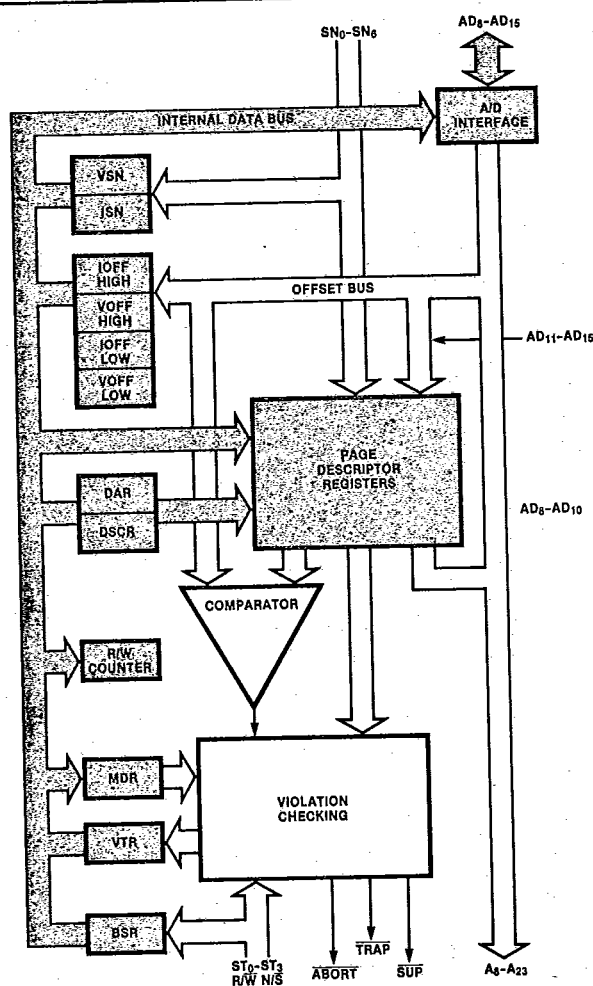 SN0-SN6
AD8-AD15
INTERNAL DATA BUS
A/D
INTERFACE
VSN
ISN
IOFF
HIGH
VOFF
HIGH
IOFF
LOW
VOFF
LOW
OFFSET BUS
AD11-AD15
PAGE
DESCRIPTOR
REGISTERS
DAR
DSCR
AD8-AD10
COMPARATOR
R/W
COUNTER
MDR
VIOLATION
CHECKING
VTR
BSR
ST0-ST3
R/W̅ N/S̅
ABORT
TRAP
SUP
A8-A23